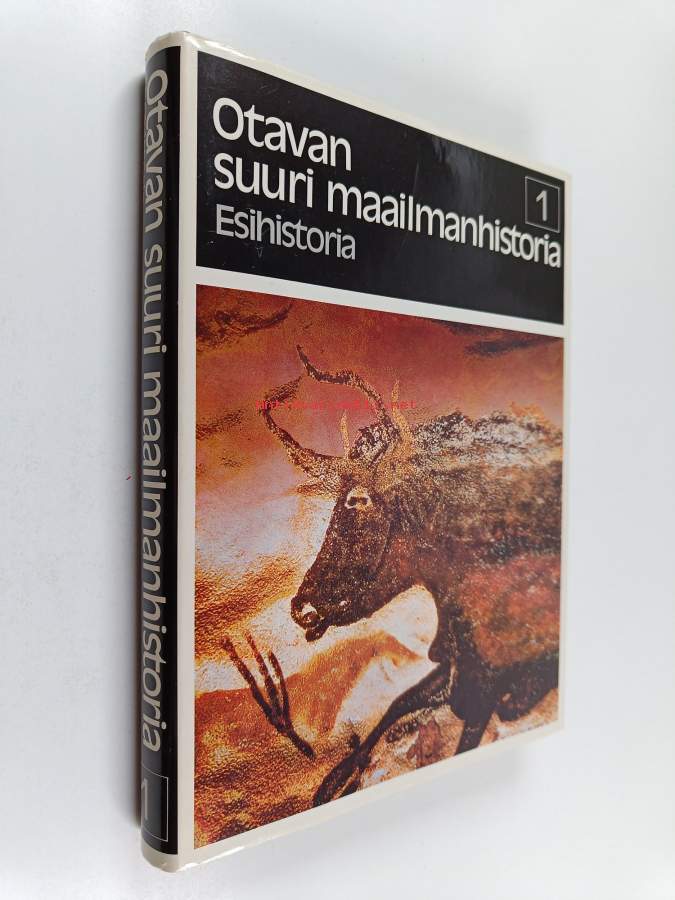 Otavan
suuri maailmanhistoria
1
Esihistoria
Otavan suuri maailmanhistoria
1